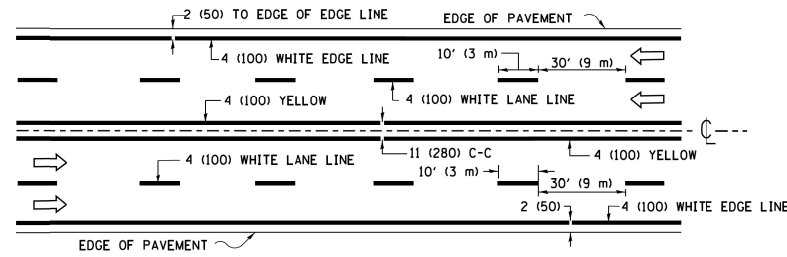 2 (50) TO EDGE OF EDGE LINE
EDGE OF PAVEMENT
4 (100) WHITE EDGE LINE
10' (3 m)
30' (9 m)
4 (100) YELLOW
4 (100) WHITE LANE LINE
11 (280) C-C
4 (100) YELLOW
4 (100) WHITE LANE LINE
10' (3 m)
30' (9 m)
2 (50)
4 (100) WHITE EDGE LINE
EDGE OF PAVEMENT